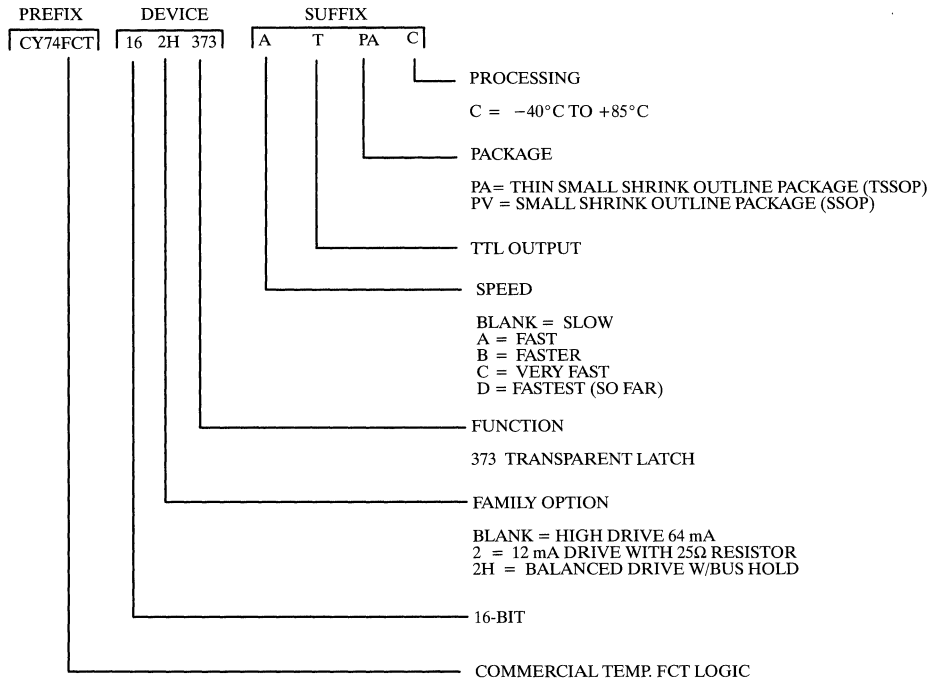 PREFIX DEVICE SUFFIX
CY74FCT 16 2H 373 A T PA C
PROCESSING
C = −40°C TO +85°C
PACKAGE
PA= THIN SMALL SHRINK OUTLINE PACKAGE (TSSOP)
PV = SMALL SHRINK OUTLINE PACKAGE (SSOP)
TTL OUTPUT
SPEED
BLANK = SLOW
A = FAST
B = FASTER
C = VERY FAST
D = FASTEST (SO FAR)
FUNCTION
373 TRANSPARENT LATCH
FAMILY OPTION
BLANK = HIGH DRIVE 64 mA
2 = 12 mA DRIVE WITH 25Ω RESISTOR
2H = BALANCED DRIVE W/BUS HOLD
16-BIT
COMMERCIAL TEMP. FCT LOGIC